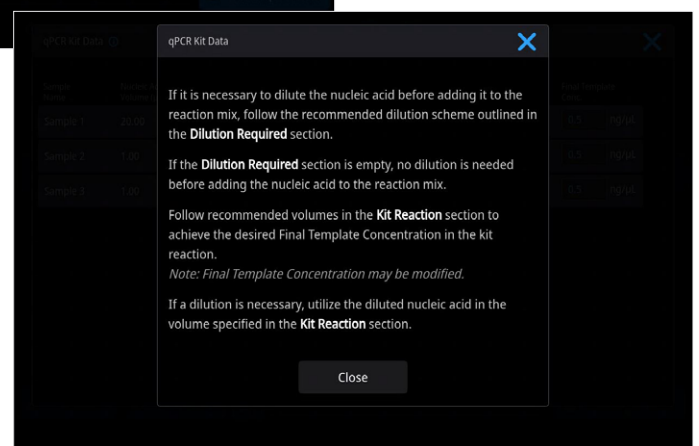 qPCR Kit Data
qPCR Kit Data
If it is necessary to dilute the nucleic acid before adding it to the
reaction mix, follow the recommended dilution scheme outlined in
the Dilution Required section.
If the Dilution Required section is empty, no dilution is needed
before adding the nucleic acid to the reaction mix.
Follow recommended volumes in the Kit Reaction section to
achieve the desired Final Template Concentration in the kit
reaction.
Note: Final Template Concentration may be modified.
If a dilution is necessary, utilize the diluted nucleic acid in the
volume specified in the Kit Reaction section.
Close
Sample
Name
Final Template
Conc.
Sample 1 20.00 0.5 ng/µL
Sample 2 1.00 0.5 ng/µL
Sample 3 1.00 0.5 ng/µL